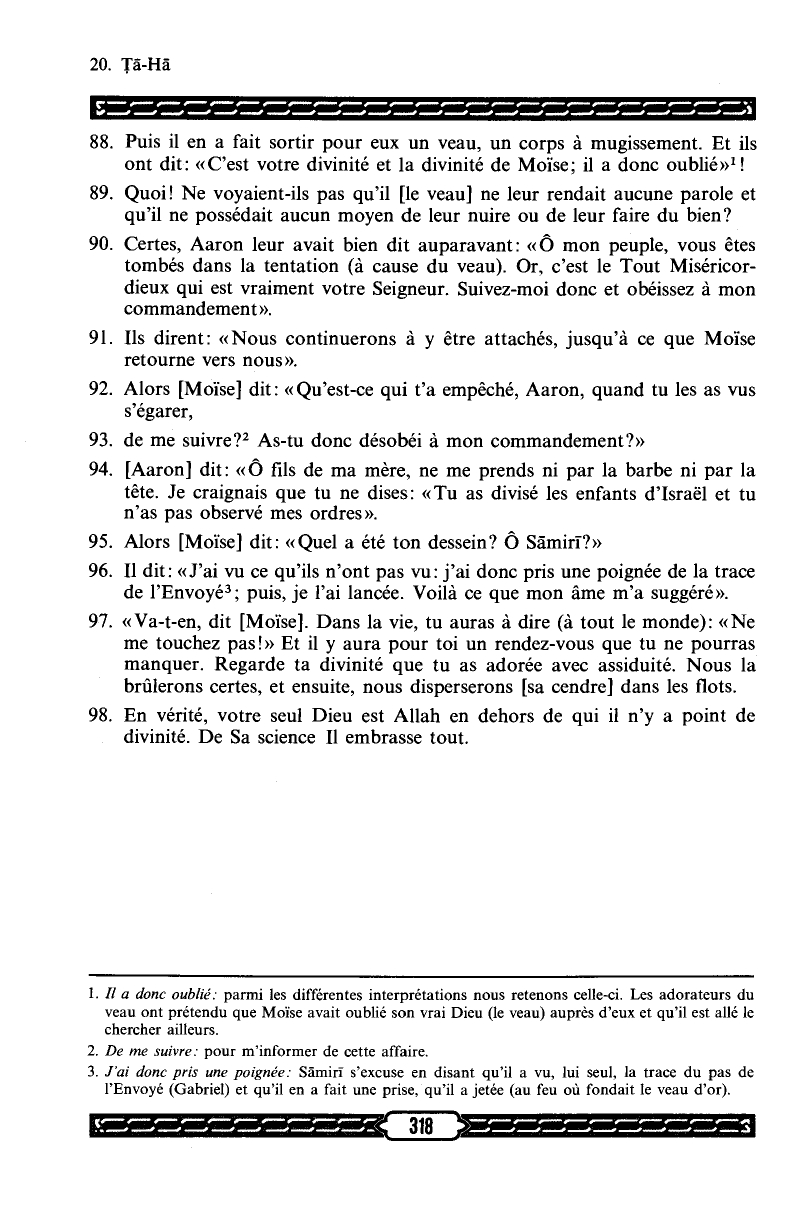 20. Ṭā-Hā
88. Puis il en a fait sortir pour eux un veau, un corps à mugissement. Et ils
ont dit: «C'est votre divinité et la divinité de Moïse; il a donc oublié»¹!
89. Quoi! Ne voyaient-ils pas qu'il [le veau] ne leur rendait aucune parole et
qu'il ne possédait aucun moyen de leur nuire ou de leur faire du bien?
90. Certes, Aaron leur avait bien dit auparavant: «Ô mon peuple, vous êtes
tombés dans la tentation (à cause du veau). Or, c'est le Tout Miséricor-
dieux qui est vraiment votre Seigneur. Suivez-moi donc et obéissez à mon
commandement».
91. Ils dirent: «Nous continuerons à y être attachés, jusqu'à ce que Moïse
retourne vers nous».
92. Alors [Moïse] dit: «Qu'est-ce qui t'a empêché, Aaron, quand tu les as vus
s'égarer,
93. de me suivre?² As-tu donc désobéi à mon commandement?»
94. [Aaron] dit: «Ô fils de ma mère, ne me prends ni par la barbe ni par la
tête. Je craignais que tu ne dises: «Tu as divisé les enfants d'Israël et tu
n'as pas observé mes ordres».
95. Alors [Moïse] dit: «Quel a été ton dessein? Ô Sāmirī?»
96. Il dit: «J'ai vu ce qu'ils n'ont pas vu: j'ai donc pris une poignée de la trace
de l'Envoyé³; puis, je l'ai lancée. Voilà ce que mon âme m'a suggéré».
97. «Va-t-en, dit [Moïse]. Dans la vie, tu auras à dire (à tout le monde): «Ne
me touchez pas!» Et il y aura pour toi un rendez-vous que tu ne pourras
manquer. Regarde ta divinité que tu as adorée avec assiduité. Nous la
brûlerons certes, et ensuite, nous disperserons [sa cendre] dans les flots.
98. En vérité, votre seul Dieu est Allah en dehors de qui il n'y a point de
divinité. De Sa science Il embrasse tout.
1. Il a donc oublié: parmi les différentes interprétations nous retenons celle-ci. Les adorateurs du
veau ont prétendu que Moïse avait oublié son vrai Dieu (le veau) auprès d'eux et qu'il est allé le
chercher ailleurs.
2. De me suivre: pour m'informer de cette affaire.
3. J'ai donc pris une poignée: Sāmirī s'excuse en disant qu'il a vu, lui seul, la trace du pas de
l'Envoyé (Gabriel) et qu'il en a fait une prise, qu'il a jetée (au feu où fondait le veau d'or).
318